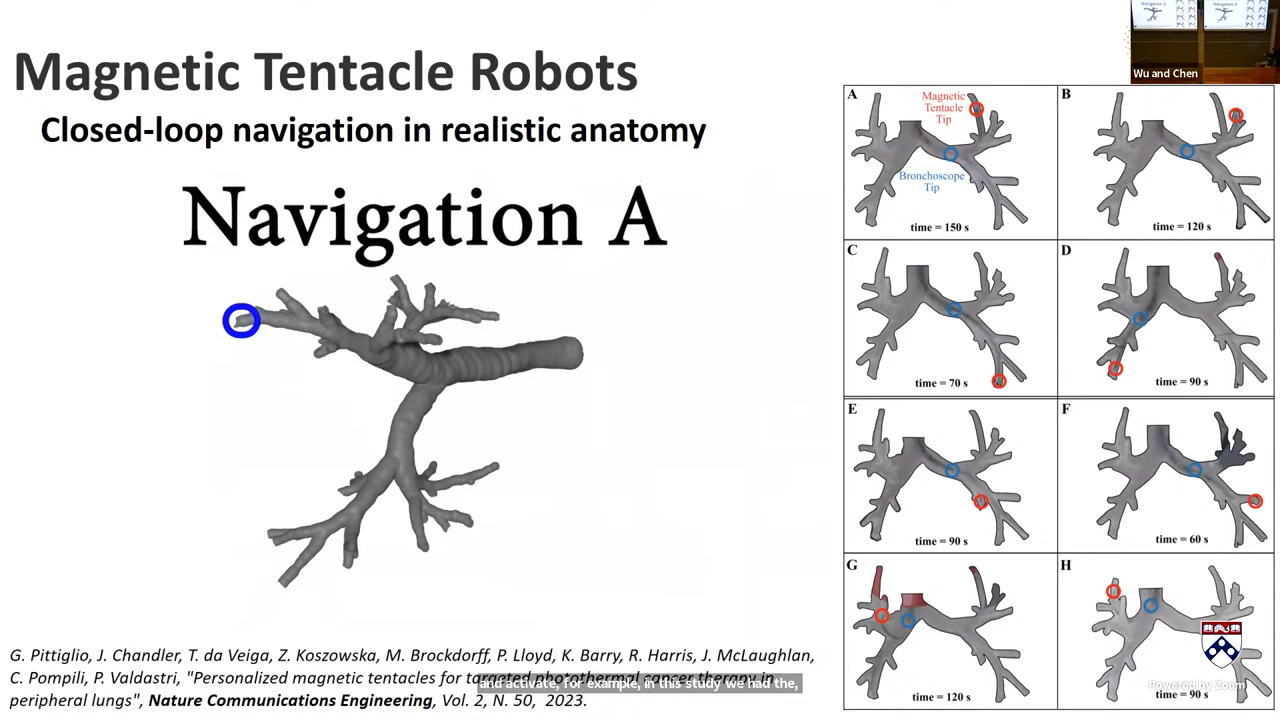 Magnetic Tentacle Robots
Closed-loop navigation in realistic anatomy
Navigation A
Wu and Chen
A
Magnetic
Tentacle
Tip
Bronchoscope
Tip
time = 150 s
B
time = 120 s
C
time = 70 s
D
time = 90 s
E
time = 90 s
F
time = 60 s
G
time = 120 s
H
time = 90 s
Powered by Zoom
G. Pittiglio, J. Chandler, T. da Veiga, Z. Koszowska, M. Brockdorff, P. Lloyd, K. Barry, R. Harris, J. McLaughlan,
C. Pompili, P. Valdastri, "Personalized magnetic tentacles for targeted photothermal cancer therapy in
peripheral lungs", Nature Communications Engineering, Vol. 2, N. 50, 2023.
and activate, for example, in this study we had the,